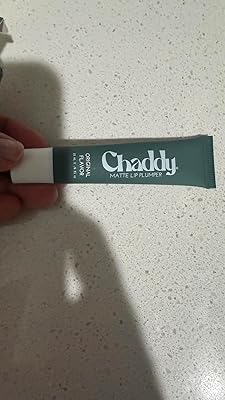 Chaddy
MATTE LIP PLUMPER
ORIGINAL
FLAVOR